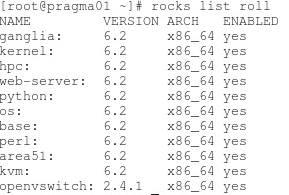 [root@pragma01 ~]# rocks list roll
NAME VERSION ARCH ENABLED
ganglia: 6.2 x86_64 yes
kernel: 6.2 x86_64 yes
hpc: 6.2 x86_64 yes
web-server: 6.2 x86_64 yes
python: 6.2 x86_64 yes
os: 6.2 x86_64 yes
base: 6.2 x86_64 yes
perl: 6.2 x86_64 yes
area51: 6.2 x86_64 yes
kvm: 6.2 x86_64 yes
openvswitch: 2.4.1 _ x86_64 yes